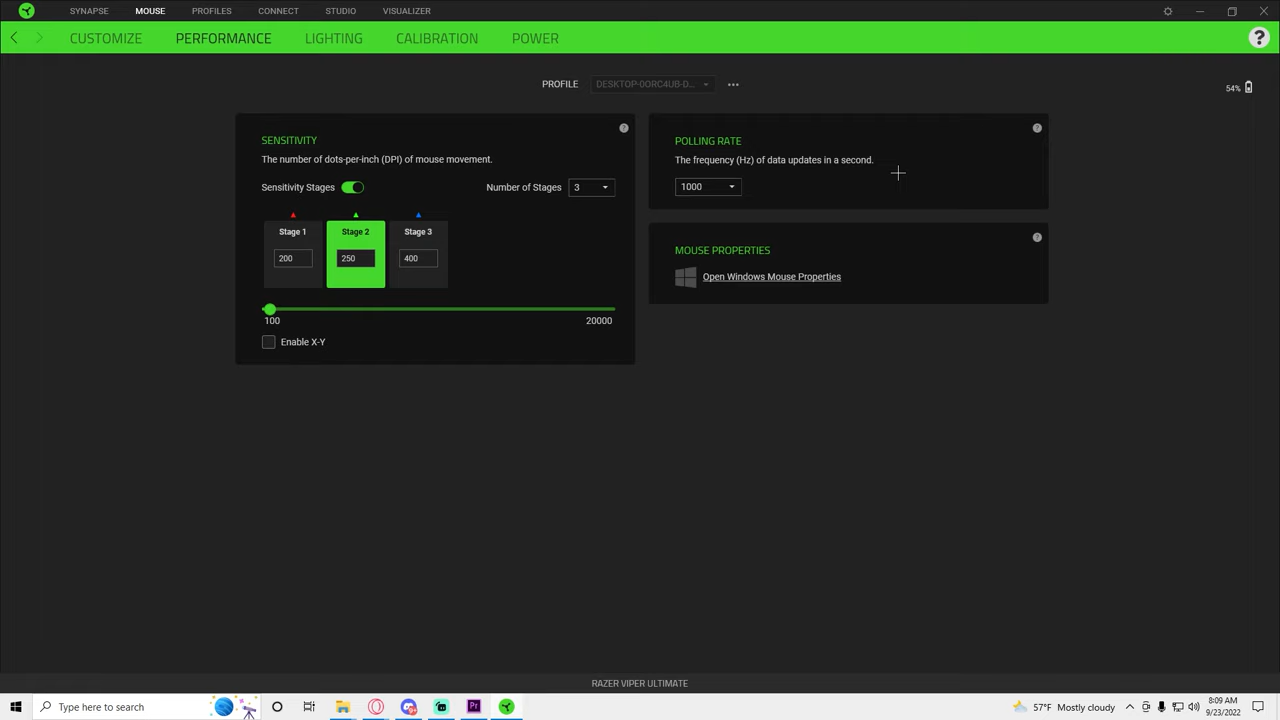 SYNAPSE MOUSE PROFILES CONNECT STUDIO VISUALIZER
CUSTOMIZE PERFORMANCE LIGHTING CALIBRATION POWER
?
PROFILE DESKTOP-0ORC4UB-D... •••
54%
SENSITIVITY
?
The number of dots-per-inch (DPI) of mouse movement.
Sensitivity Stages Number of Stages 3
Stage 1 Stage 2 Stage 3
200 250 400
100 20000
Enable X-Y
POLLING RATE
?
The frequency (Hz) of data updates in a second.
1000
MOUSE PROPERTIES
?
Open Windows Mouse Properties
RAZER VIPER ULTIMATE
Type here to search
Pr
57°F Mostly cloudy
8:09 AM
9/23/2022